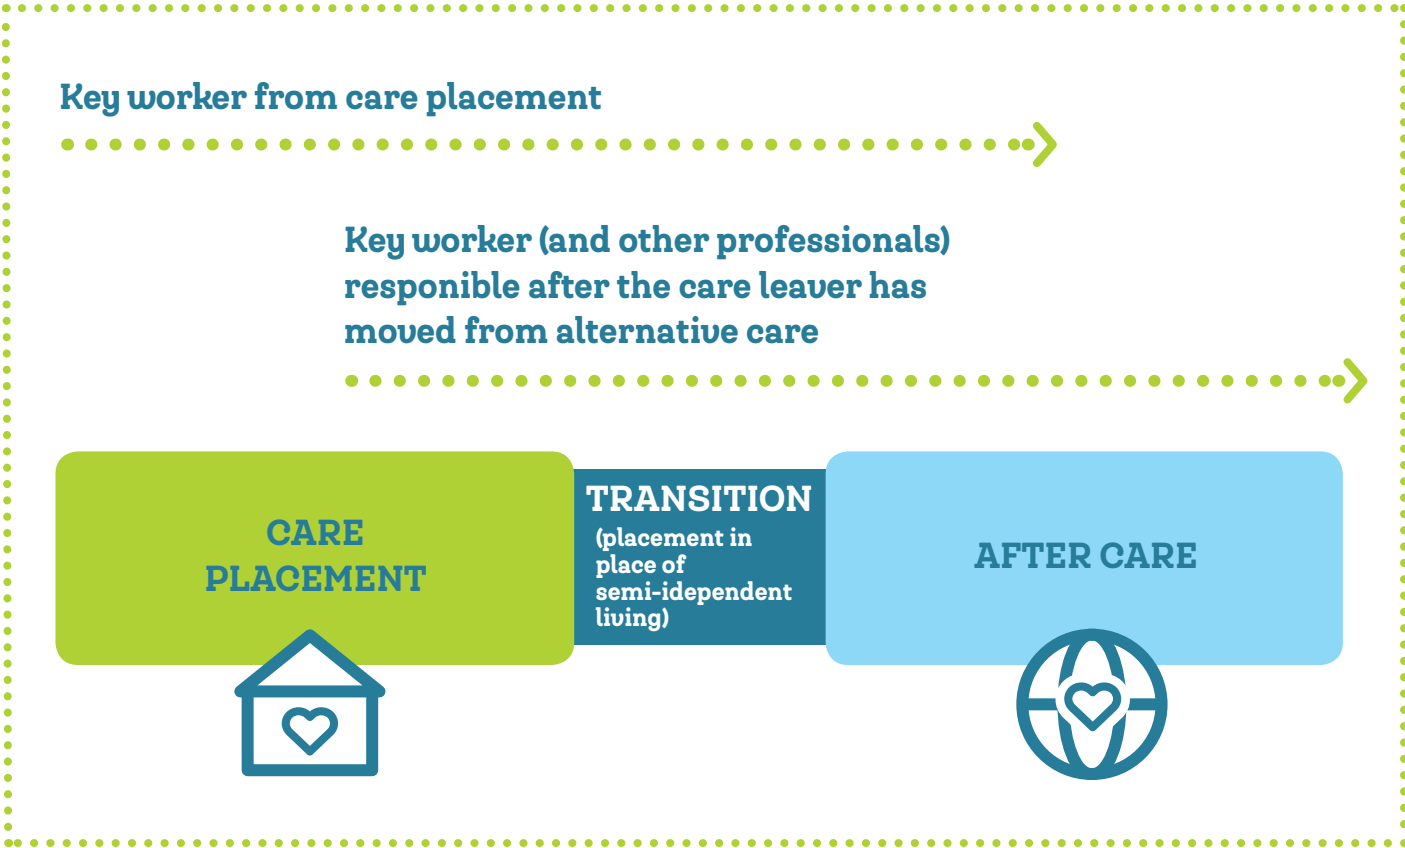 Key worker from care placement
Key worker (and other professionals)
responible after the care leaver has
moved from alternative care
CARE
PLACEMENT
TRANSITION
(placement in
place of
semi-idependent
living)
AFTER CARE